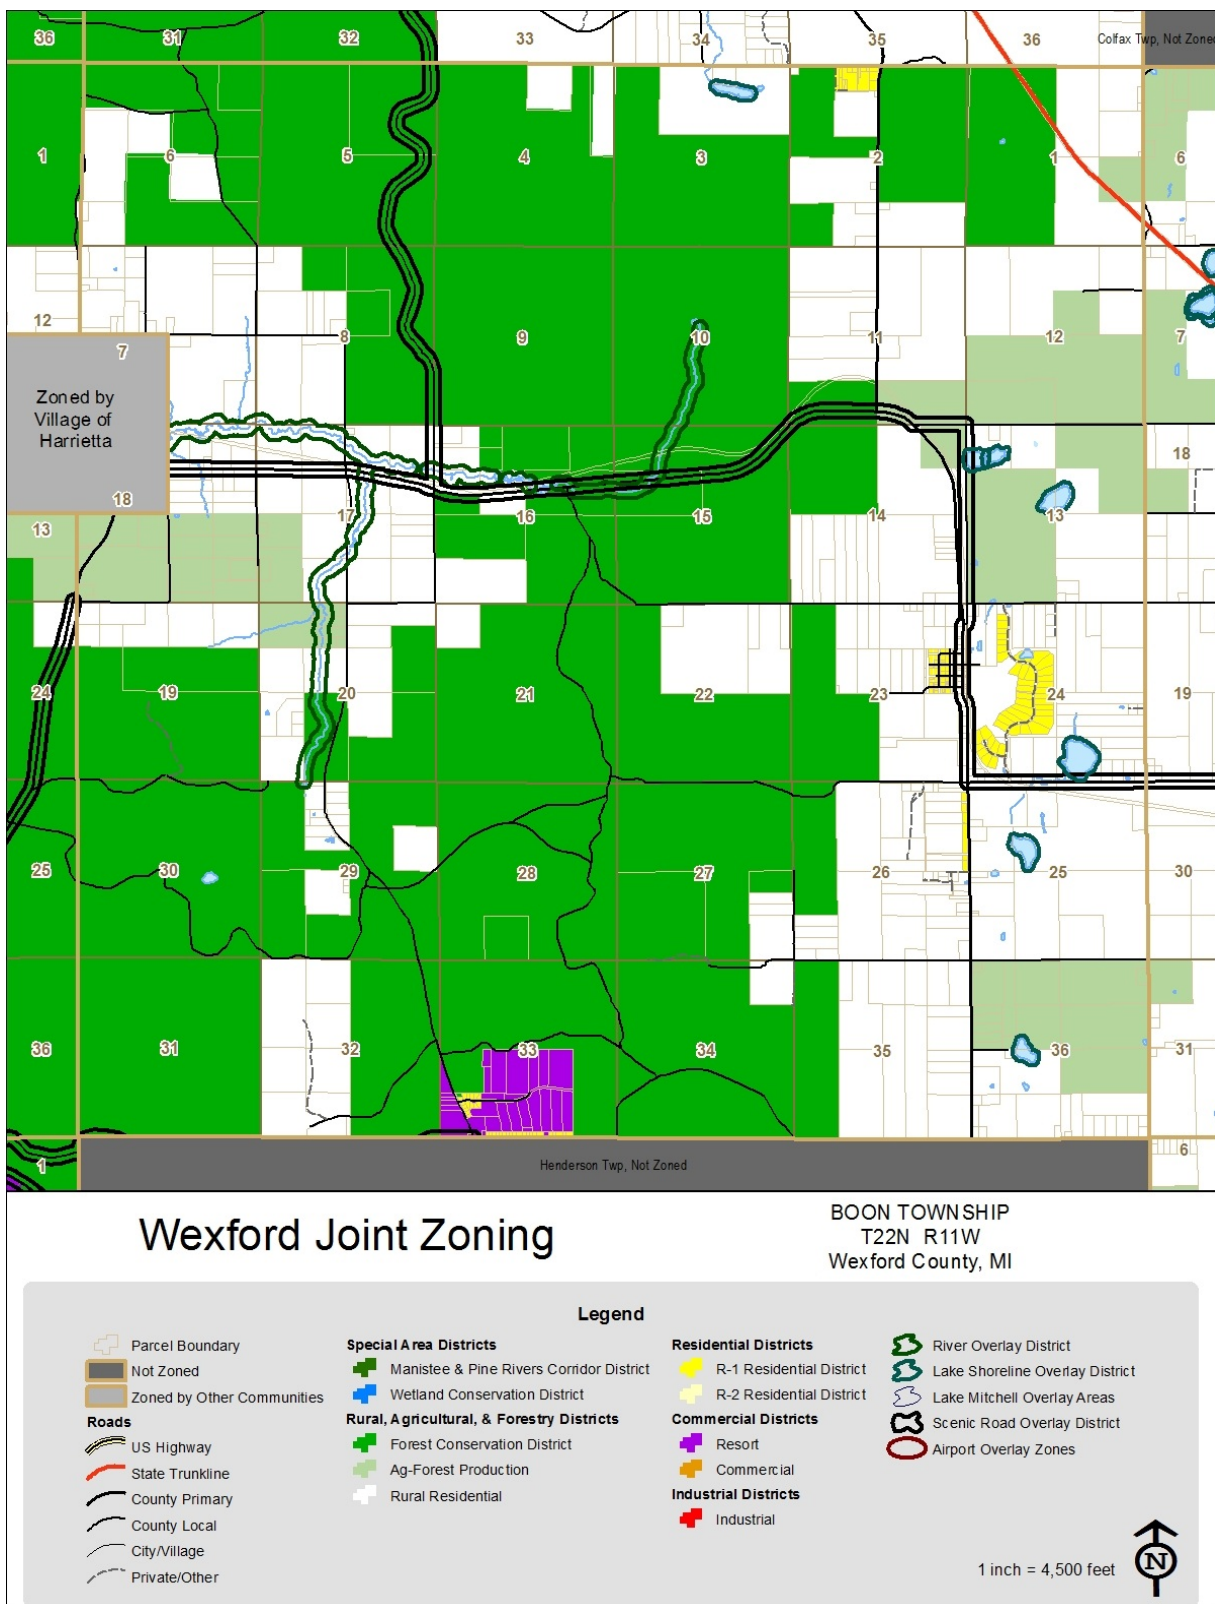 36
31
32
33
34
35
36
Colfax Twp, Not Zoned
1
6
5
4
3
2
1
6
12
7
8
9
10
11
12
7
Zoned by
Village of
Harrietta
18
17
16
15
14
13
18
13
24
19
20
21
22
23
24
19
25
30
29
28
27
26
25
30
36
31
32
33
34
35
36
31
1
Henderson Twp, Not Zoned
6
Wexford Joint Zoning
BOON TOWNSHIP
T22N R11W
Wexford County, MI
Legend
Parcel Boundary
Not Zoned
Zoned by Other Communities
Roads
US Highway
State Trunkline
County Primary
County Local
City/Village
Private/Other
Special Area Districts
Manistee & Pine Rivers Corridor District
Wetland Conservation District
Rural, Agricultural, & Forestry Districts
Forest Conservation District
Ag-Forest Production
Rural Residential
Residential Districts
R-1 Residential District
R-2 Residential District
Commercial Districts
Resort
Commercial
Industrial Districts
Industrial
River Overlay District
Lake Shoreline Overlay District
Lake Mitchell Overlay Areas
Scenic Road Overlay District
Airport Overlay Zones
1 inch = 4,500 feet
N